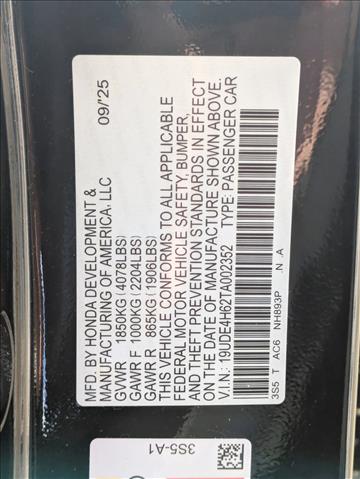 MFD. BY HONDA DEVELOPMENT &
MANUFACTURING OF AMERICA, LLC 09/'25
GVWR 1850KG (4078LBS)
GAWR F 1000KG (2204LBS)
GAWR R 865KG (1906LBS)
THIS VEHICLE CONFORMS TO ALL APPLICABLE
FEDERAL MOTOR VEHICLE SAFETY, BUMPER,
AND THEFT PREVENTION STANDARDS IN EFFECT
ON THE DATE OF MANUFACTURE SHOWN ABOVE.
V.I.N.: 19UDE4H62TA002352 TYPE: PASSENGER CAR
3S5 T AC6 NH893P .N .A
3S5-A1